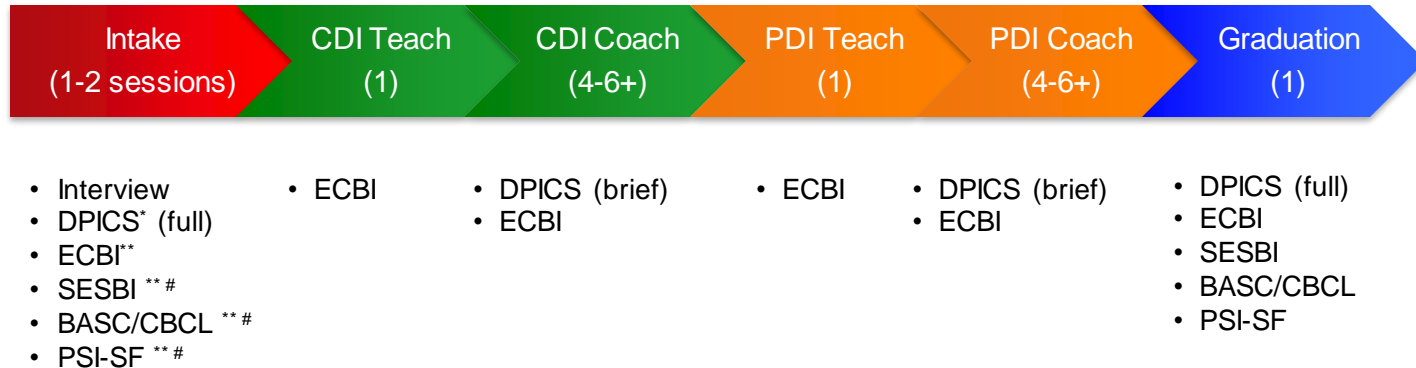 Intake
(1-2 sessions)
CDI Teach
(1)
CDI Coach
(4-6+)
PDI Teach
(1)
PDI Coach
(4-6+)
Graduation
(1)
• Interview
• DPICS* (full)
• ECBI**
• SESBI ** #
• BASC/CBCL ** #
• PSI-SF ** #
• ECBI
• DPICS (brief)
• ECBI
• ECBI
• DPICS (brief)
• ECBI
• DPICS (full)
• ECBI
• SESBI
• BASC/CBCL
• PSI-SF